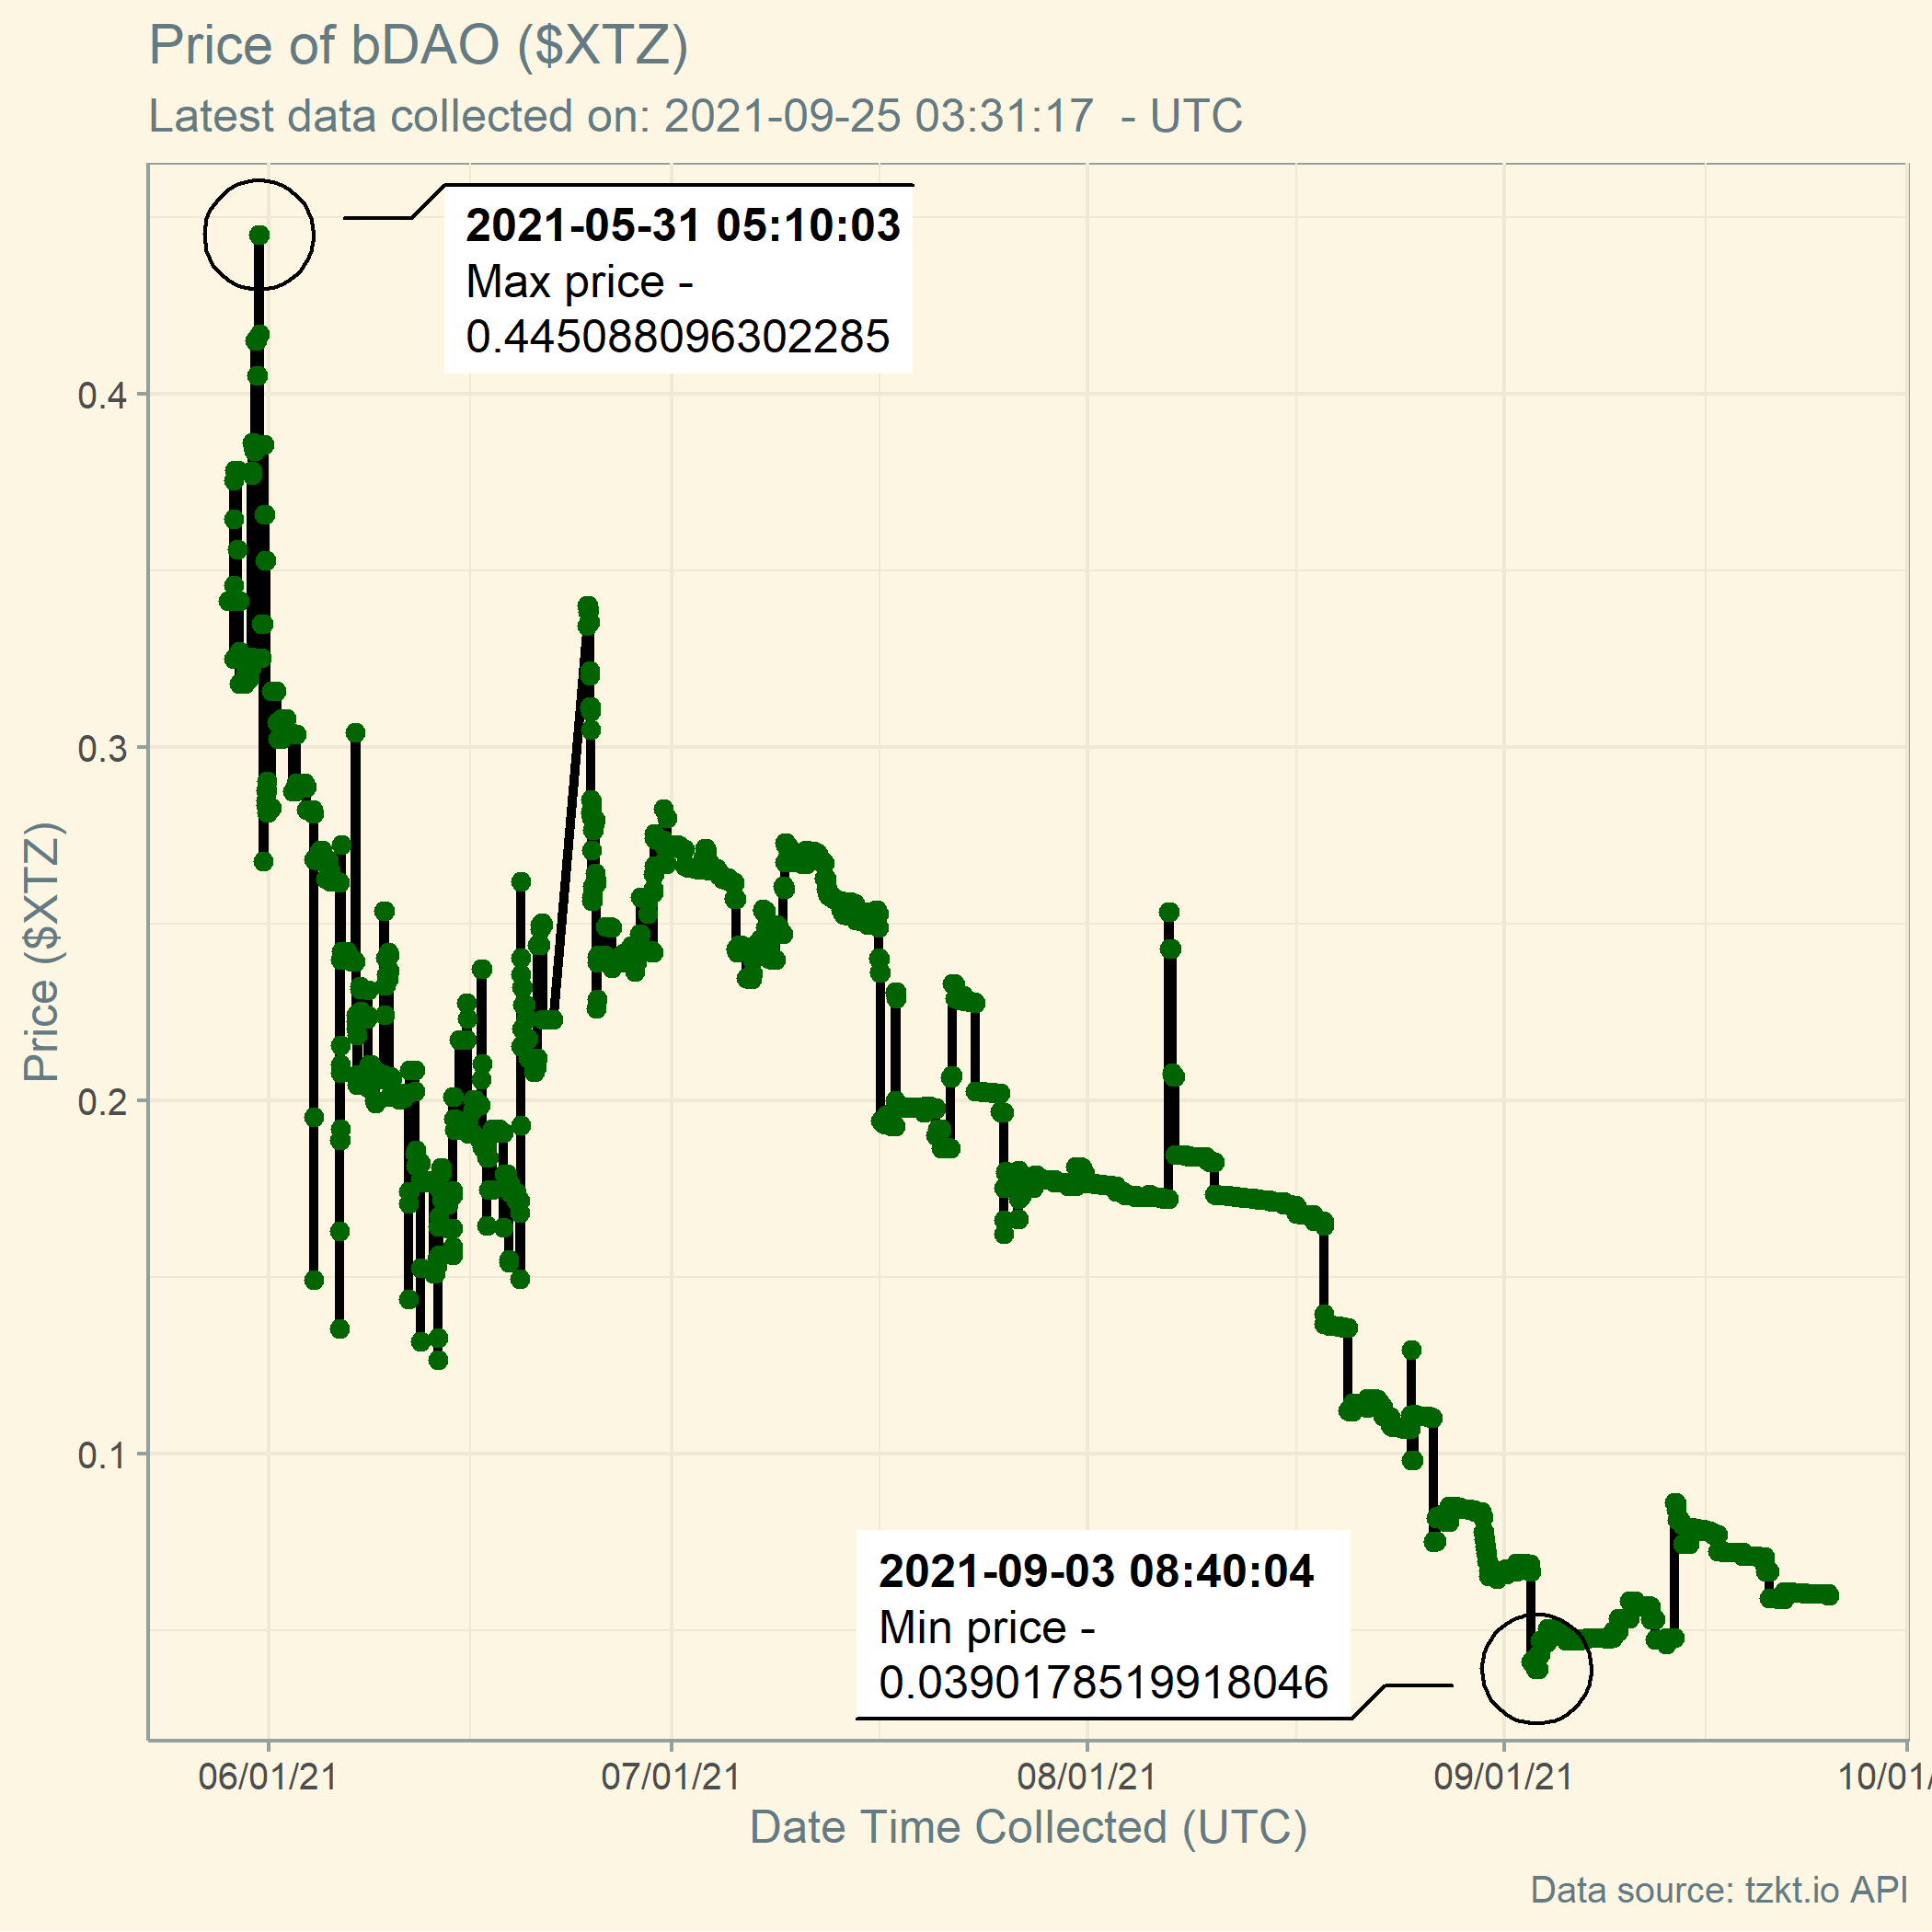 Price of bDAO ($XTZ)
Latest data collected on: 2021-09-25 03:31:17  - UTC
2021-05-31 05:10:03
Max price -
0.445088096302285
0.4
0.3
0.2
0.1
Price ($XTZ)
2021-09-03 08:40:04
Min price -
0.0390178519918046
06/01/21
07/01/21
08/01/21
09/01/21
10/01/
Date Time Collected (UTC)
Data source: tzkt.io API